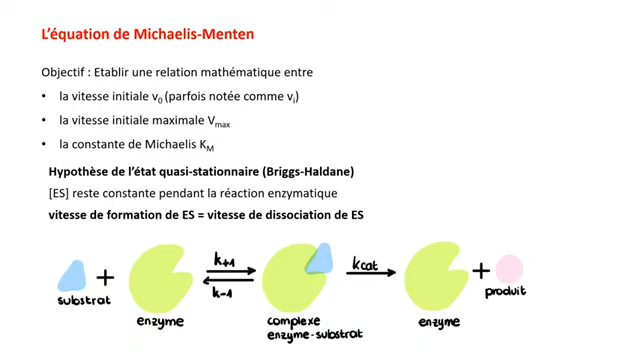 L'équation de Michaelis-Menten
Objectif : Etablir une relation mathématique entre
• la vitesse initiale v0 (parfois notée comme vi)
• la vitesse initiale maximale Vmax
• la constante de Michaelis KM
Hypothèse de l'état quasi-stationnaire (Briggs-Haldane)
[ES] reste constante pendant la réaction enzymatique
vitesse de formation de ES = vitesse de dissociation de ES
k+1
kcat
+
+
k-1
substrat
produit
enzyme
complexe
enzyme-substrat
enzyme